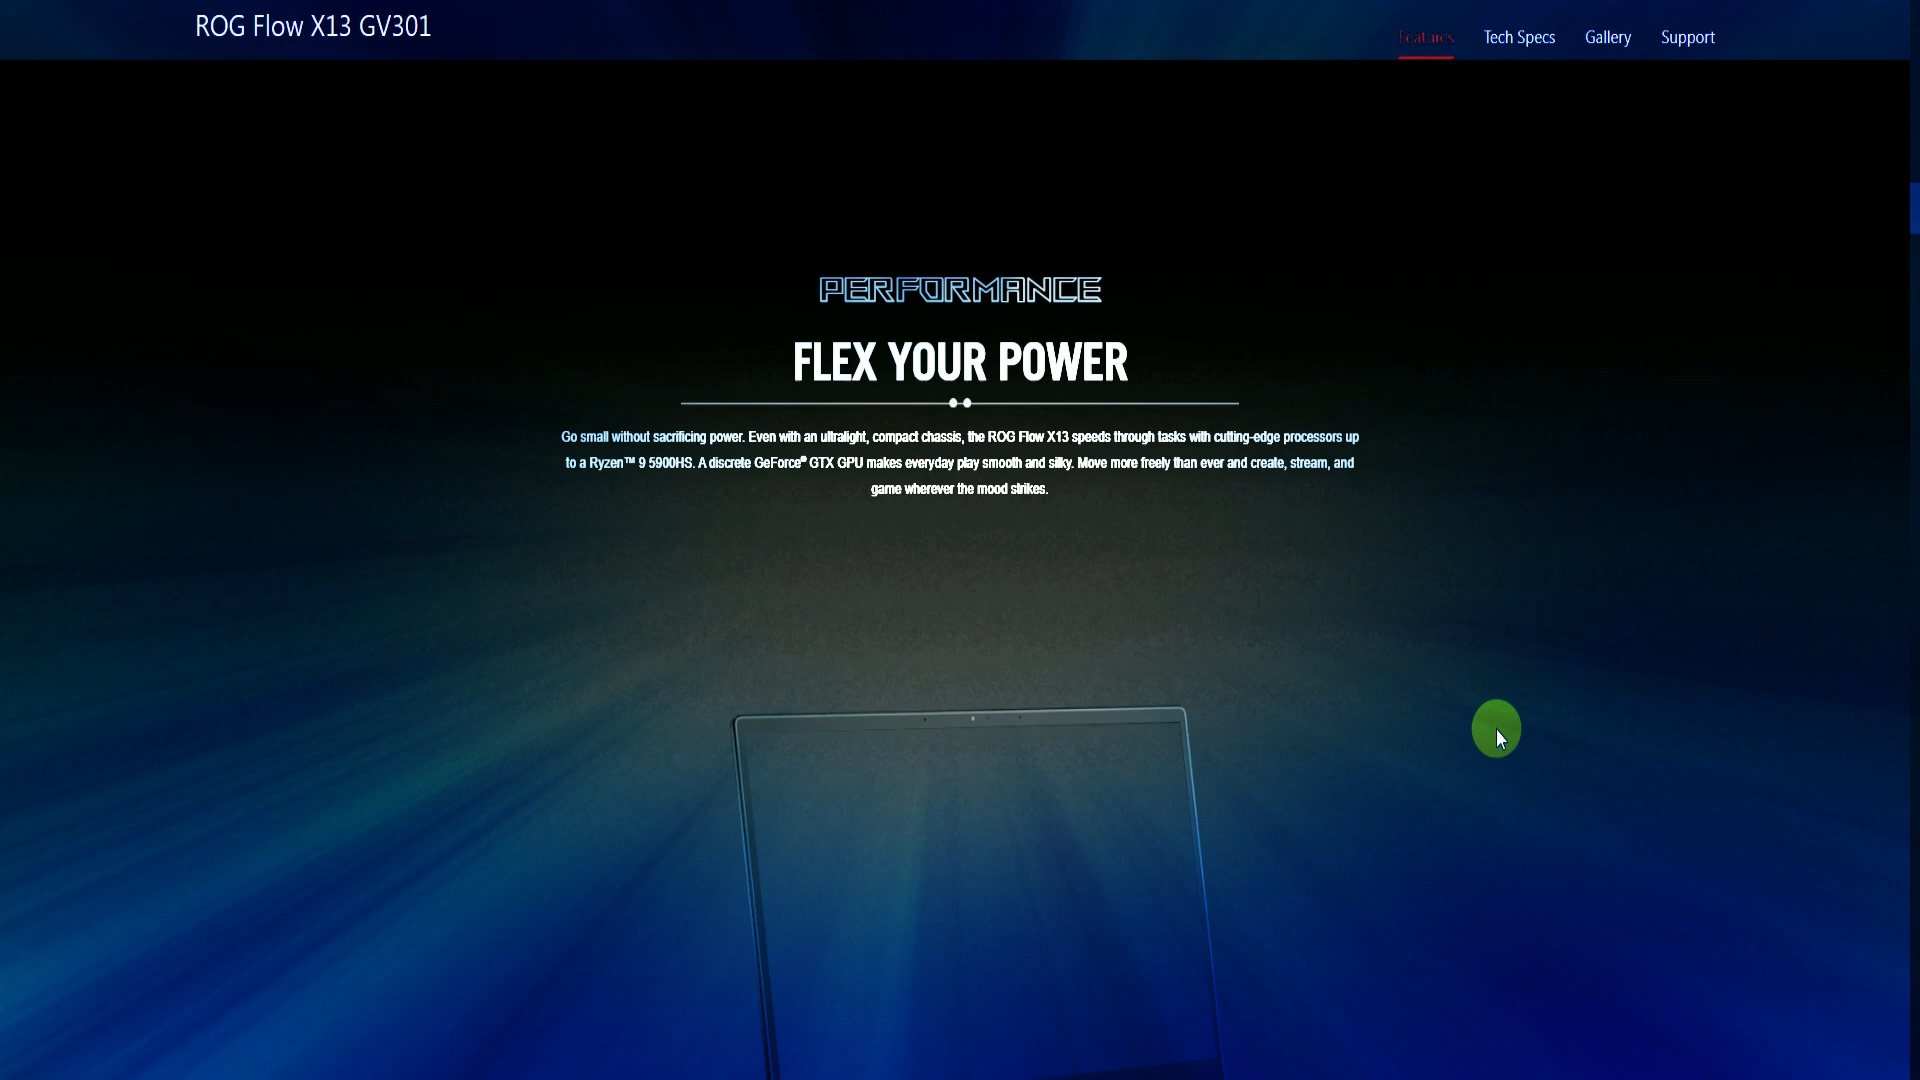 ROG Flow X13 GV301
Features
Tech Specs
Gallery
Support
PERFORMANCE
FLEX YOUR POWER
Go small without sacrificing power. Even with an ultralight, compact chassis, the ROG Flow X13 speeds through tasks with cutting-edge processors up
to a Ryzen™ 9 5900HS. A discrete GeForce® GTX GPU makes everyday play smooth and silky. Move more freely than ever and create, stream, and
game wherever the mood strikes.